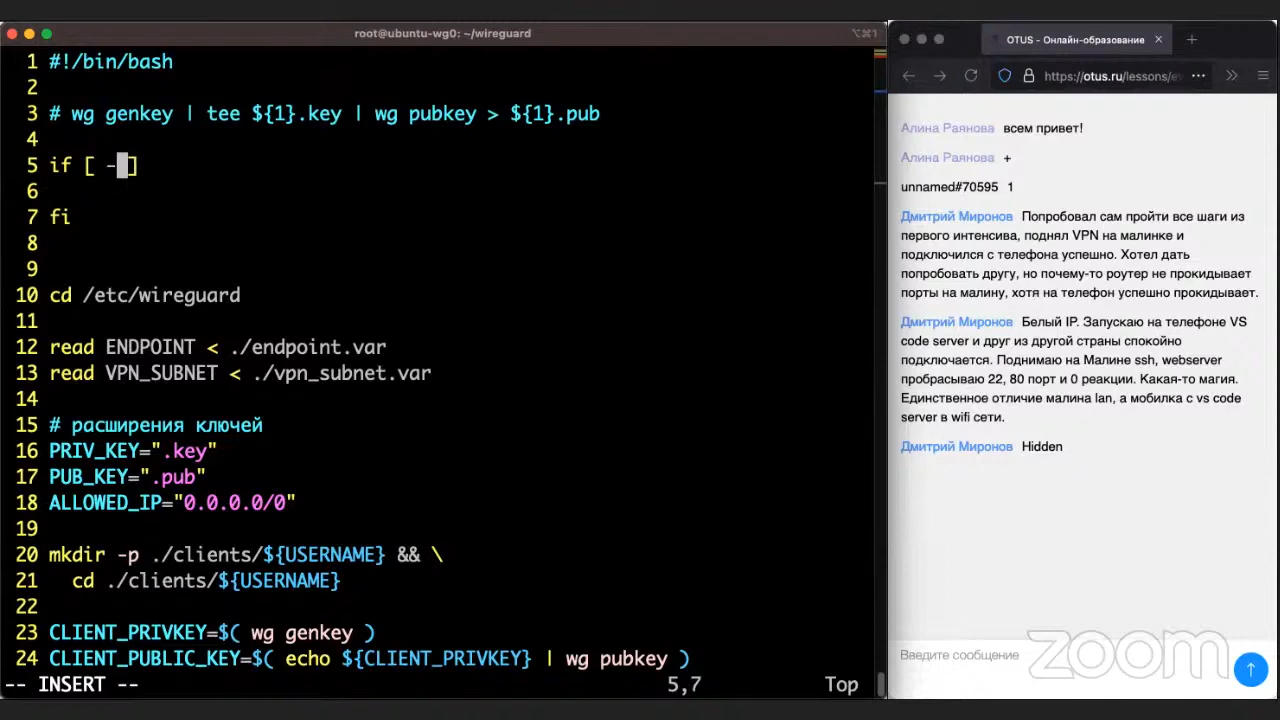 root@ubuntu-wg0: ~/wireguard
⌥⌘1
1 #!/bin/bash
2
3 # wg genkey | tee ${1}.key | wg pubkey > ${1}.pub
4
5 if [ - ]
6
7 fi
8
9
10 cd /etc/wireguard
11
12 read ENDPOINT < ./endpoint.var
13 read VPN_SUBNET < ./vpn_subnet.var
14
15 # расширения ключей
16 PRIV_KEY=".key"
17 PUB_KEY=".pub"
18 ALLOWED_IP="0.0.0.0/0"
19
20 mkdir -p ./clients/${USERNAME} && \
21   cd ./clients/${USERNAME}
22
23 CLIENT_PRIVKEY=$( wg genkey )
24 CLIENT_PUBLIC_KEY=$( echo ${CLIENT_PRIVKEY} | wg pubkey )
-- INSERT -- 5,7 Top
OTUS - Онлайн-образование
https://otus.ru/lessons/ev
Алина Раянова всем привет!
Алина Раянова +
unnamed#70595 1
Дмитрий Миронов Попробовал сам пройти все шаги из
первого интенсива, поднял VPN на малинке и
подключился с телефона успешно. Хотел дать
попробовать другу, но почему-то роутер не прокидывает
порты на малину, хотя на телефон успешно прокидывает.
Дмитрий Миронов Белый IP. Запускаю на телефоне VS
code server и друг из другой страны спокойно
подключается. Поднимаю на Малине ssh, webserver
пробрасываю 22, 80 порт и 0 реакции. Какая-то магия.
Единственное отличие малина lan, а мобилка с vs code
server в wifi сети.
Дмитрий Миронов Hidden
Введите сообщение
zoom